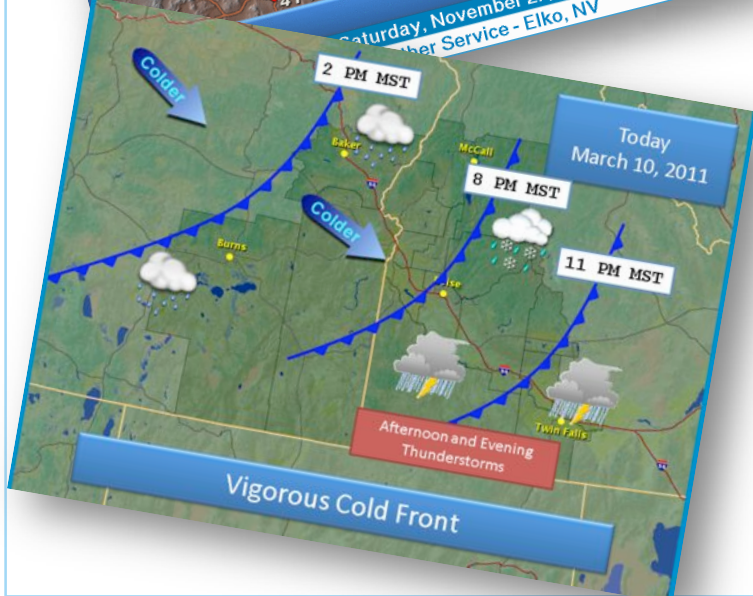 Saturday, November 2
Service - Elko, NV
Colder
2 PM MST
Today
March 10, 2011
Baker
McCall
8 PM MST
Colder
Burns
11 PM MST
Afternoon and Evening
Thunderstorms
Twin Falls
Vigorous Cold Front